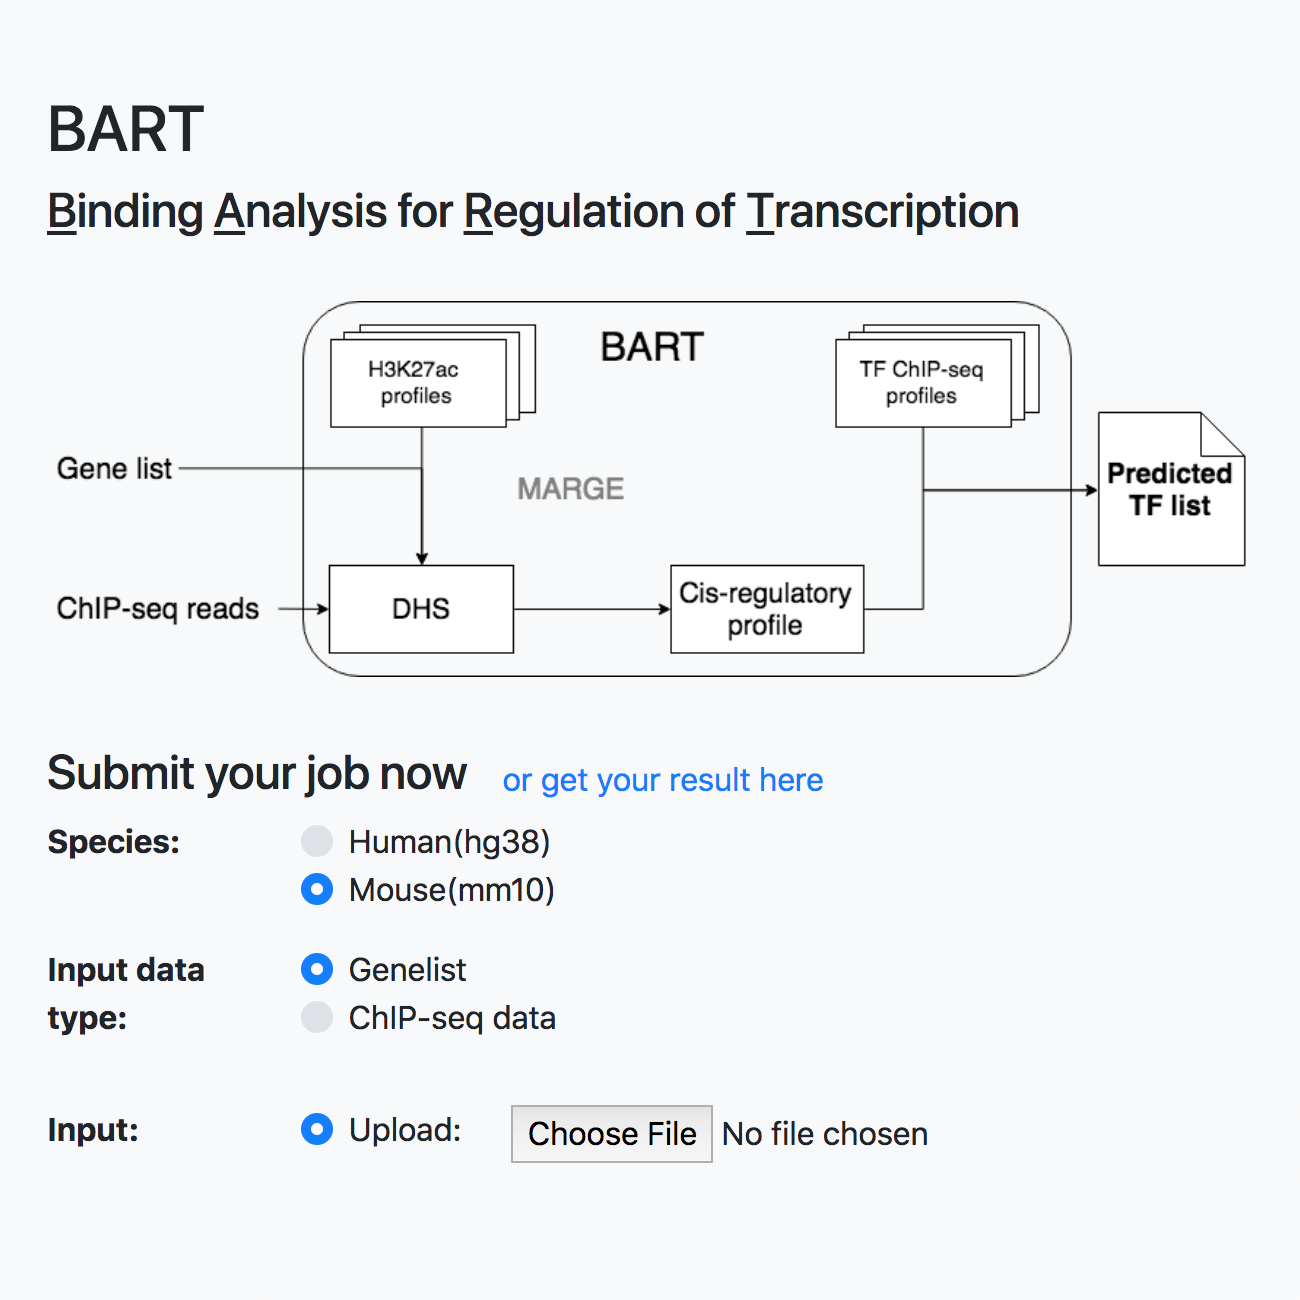 BART
Binding Analysis for Regulation of Transcription
BART
H3K27ac
profiles
TF ChIP-seq
profiles
Gene list
MARGE
Predicted
TF list
ChIP-seq reads
DHS
Cis-regulatory
profile
Submit your job now or get your result here
Species:
Human(hg38)
Mouse(mm10)
Input data
type:
Genelist
ChIP-seq data
Input:
Upload:
Choose File No file chosen